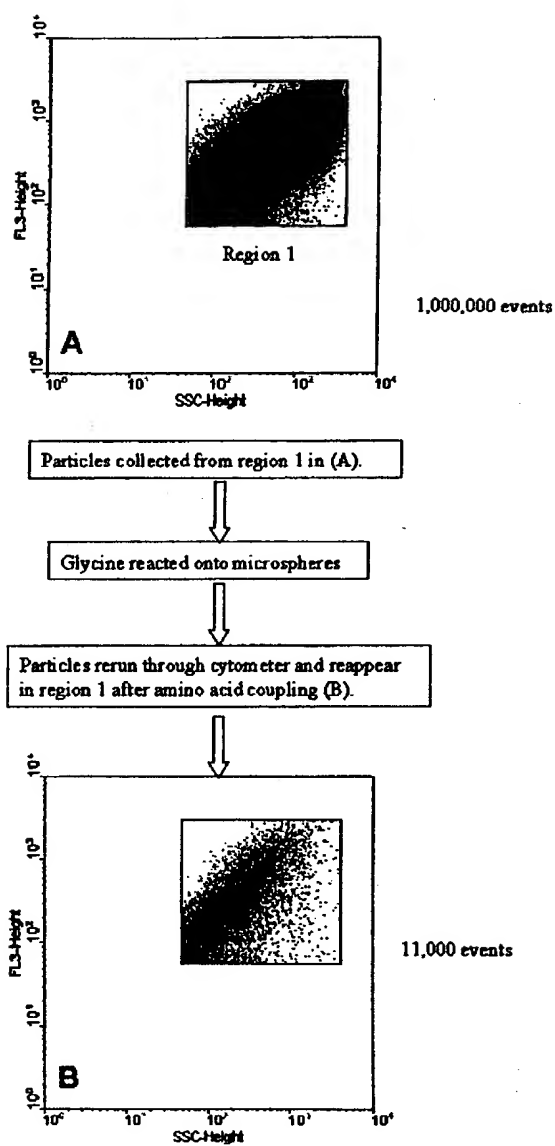 10⁴
10³
10²
10¹
10⁰
FL3-Height
Region 1
A
1,000,000 events
10⁰ 10¹ 10² 10³ 10⁴
SSC-Height
Particles collected from region 1 in (A).
Glycine reacted onto microspheres
Particles rerun through cytometer and reappear
in region 1 after amino acid coupling (B).
10⁴
10³
10²
10¹
10⁰
FL3-Height
11,000 events
B
10⁰ 10¹ 10² 10³ 10⁴
SSC-Height